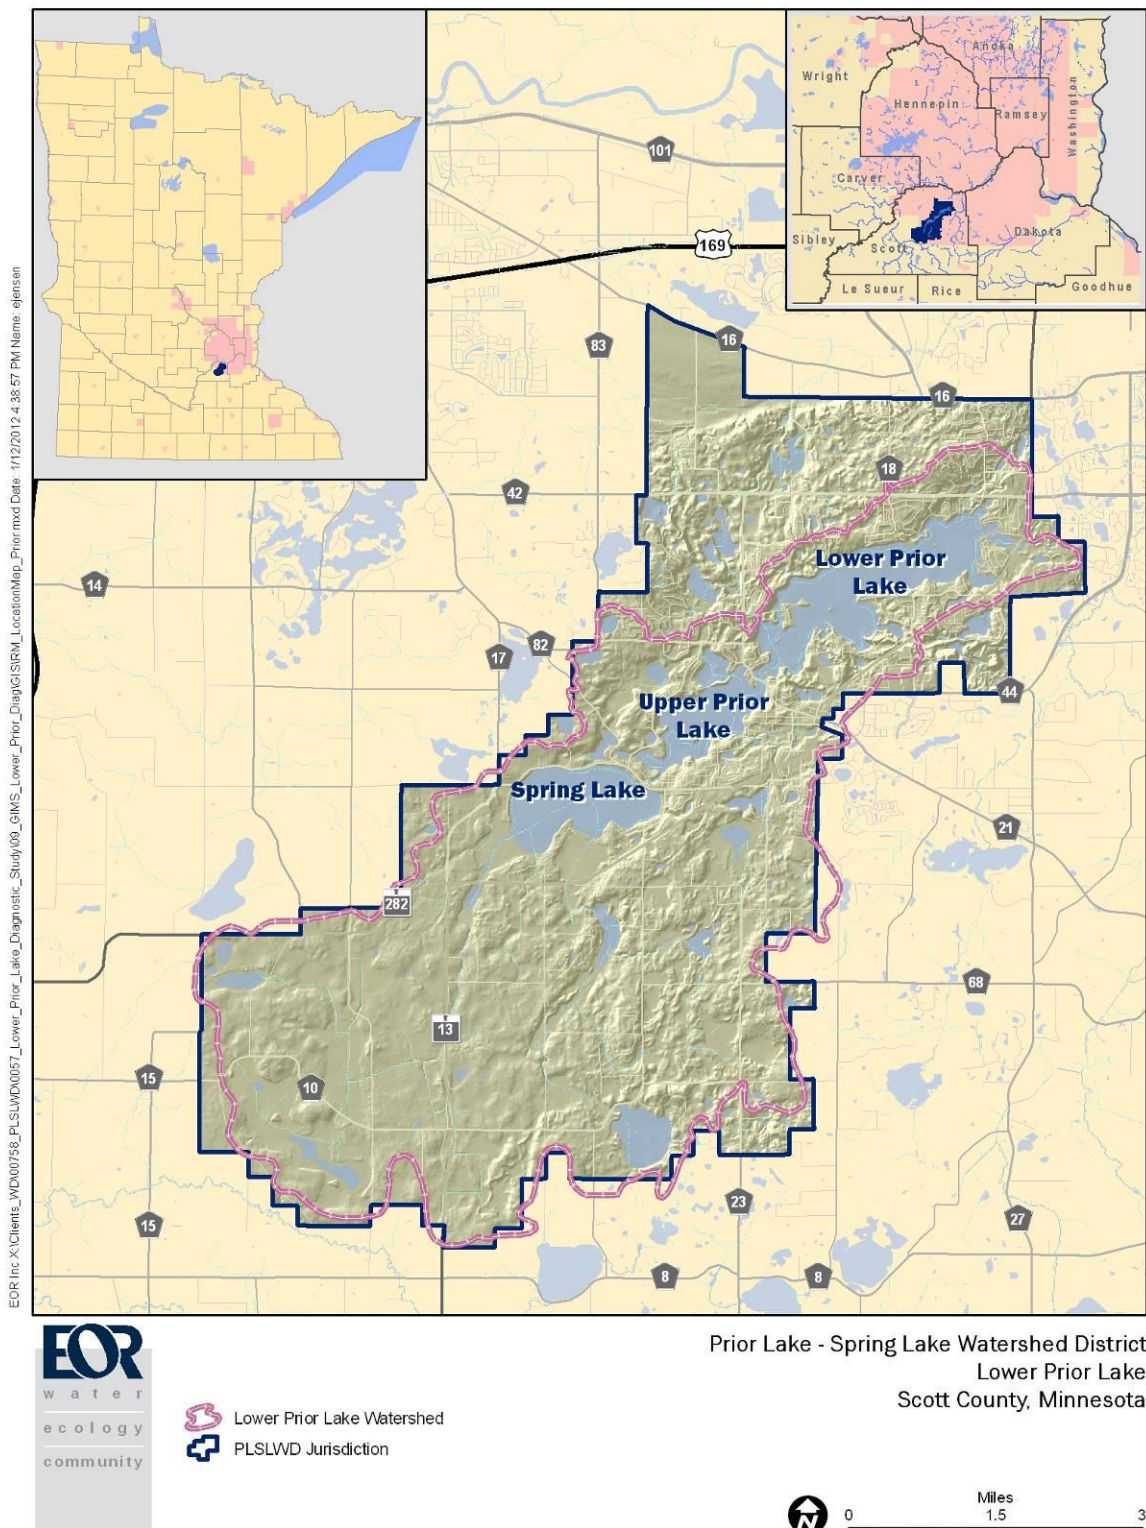 Anoka
Wright
Hennepin
Ramsey
Washington
Carver
Dakota
Sibley
Scott
Le Sueur
Rice
Goodhue
101
169
83
16
16
18
42
14
Lower Prior
Lake
82
17
Upper Prior
Lake
44
Spring Lake
21
282
68
13
15
10
23
27
15
8
8
EOR Inc X:\Clients_WD\00758_PLSLWD\0057_Lower_Prior_Lake_Diagnostic_Study\09_GIMS_Lower_Prior_Diag\GIS\RM_LocationMap_Prior.mxd Date: 1/12/2012 4:38:57 PM Name: ejensen
EOR
water
ecology
community
Lower Prior Lake Watershed
PLSLWD Jurisdiction
Prior Lake - Spring Lake Watershed District
Lower Prior Lake
Scott County, Minnesota
N
Miles
0 1.5 3